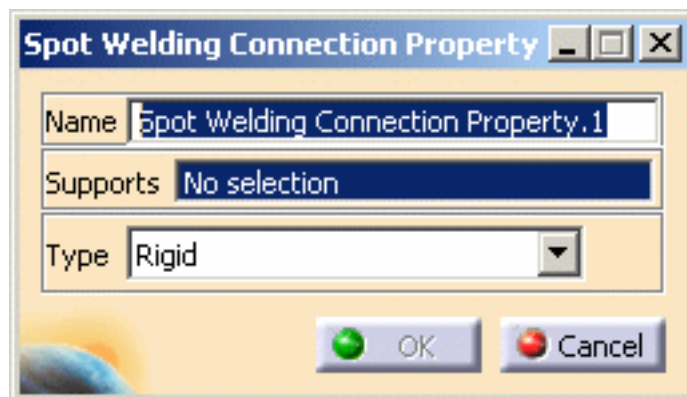 Spot Welding Connection Property
Name Spot Welding Connection Property.1
Supports No selection
Type Rigid
OK Cancel